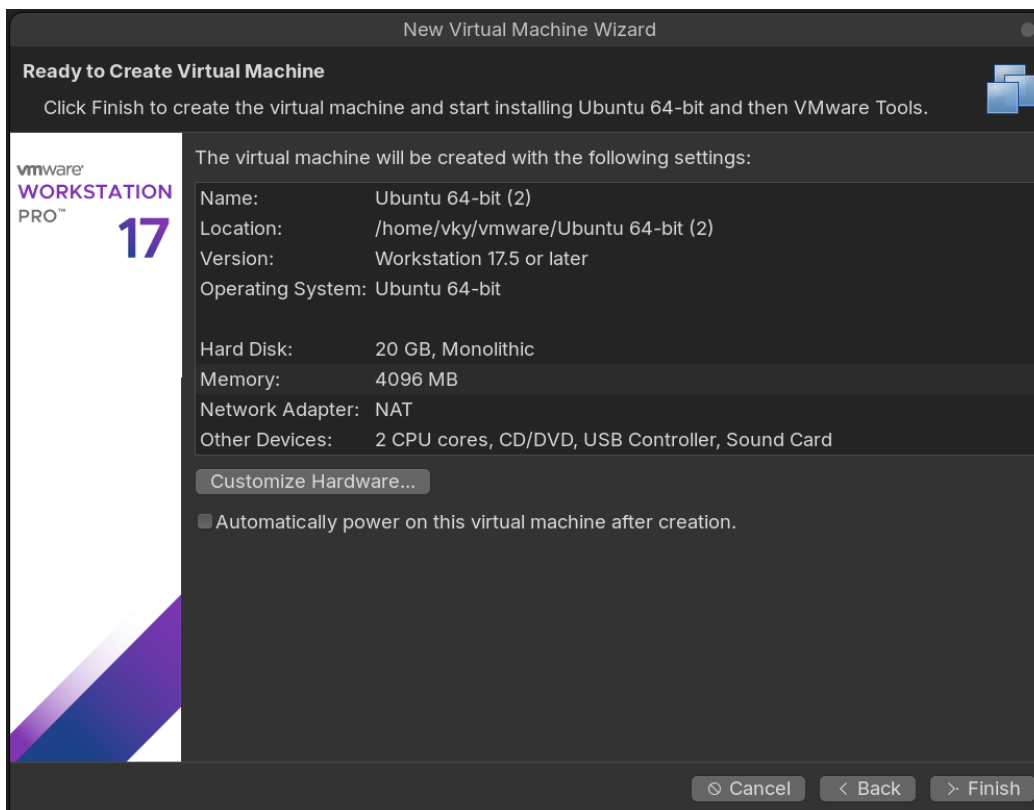 New Virtual Machine Wizard
Ready to Create Virtual Machine
Click Finish to create the virtual machine and start installing Ubuntu 64-bit and then VMware Tools.
vmware
WORKSTATION
PRO™
17
The virtual machine will be created with the following settings:
Name: Ubuntu 64-bit (2)
Location: /home/vky/vmware/Ubuntu 64-bit (2)
Version: Workstation 17.5 or later
Operating System: Ubuntu 64-bit
Hard Disk: 20 GB, Monolithic
Memory: 4096 MB
Network Adapter: NAT
Other Devices: 2 CPU cores, CD/DVD, USB Controller, Sound Card
Customize Hardware...
Automatically power on this virtual machine after creation.
Cancel Back Finish